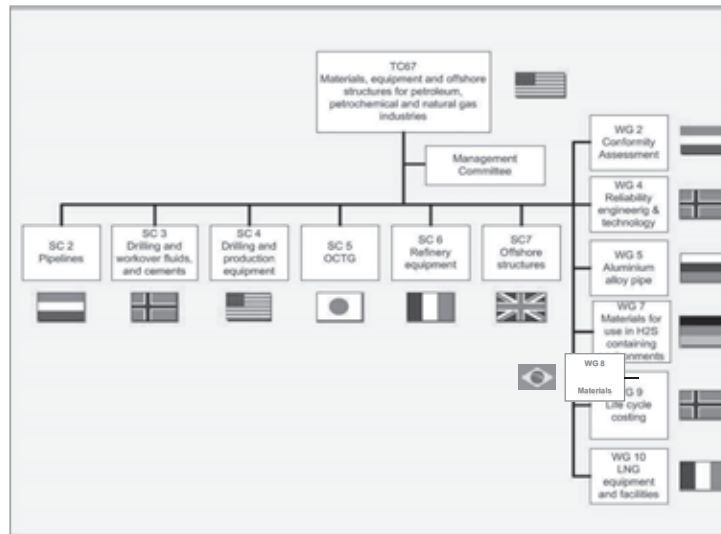 TC67
Materials, equipment and offshore
structures for petroleum,
petrochemical and natural gas
industries
Management
Committee
SC 2
Pipelines
SC 3
Drilling and
workover fluids,
and cements
SC 4
Drilling and
production
equipment
SC 5
OCTG
SC 6
Refinery
equipment
SC7
Offshore
structures
WG 2
Conformity
Assessment
WG 4
Reliability
engineerig &
technology
WG 5
Aluminium
alloy pipe
WG 7
Materials for
use in H2S
containing
WG 8
Materials
9
Life cycle
costing
WG 10
LNG
equipment
and facilities